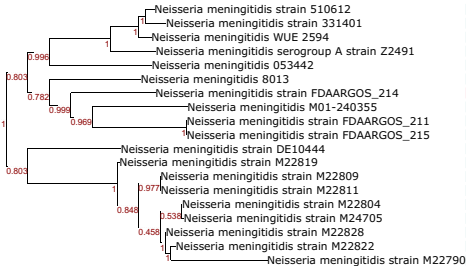 Neisseria meningitidis strain 510612
1
Neisseria meningitidis strain 331401
1
Neisseria meningitidis WUE 2594
1
Neisseria meningitidis serogroup A strain Z2491
0.996
Neisseria meningitidis 053442
0.803
Neisseria meningitidis 8013
0.782
Neisseria meningitidis strain FDAARGOS_214
0.999
Neisseria meningitidis M01-240355
0.969
Neisseria meningitidis strain FDAARGOS_211
1
Neisseria meningitidis strain FDAARGOS_215
1
Neisseria meningitidis strain DE10444
0.803
Neisseria meningitidis strain M22819
1
Neisseria meningitidis strain M22809
0.977
Neisseria meningitidis strain M22811
0.848
Neisseria meningitidis strain M22804
0.538
Neisseria meningitidis strain M24705
0.458
Neisseria meningitidis strain M22828
1
Neisseria meningitidis strain M22822
1
Neisseria meningitidis strain M22790